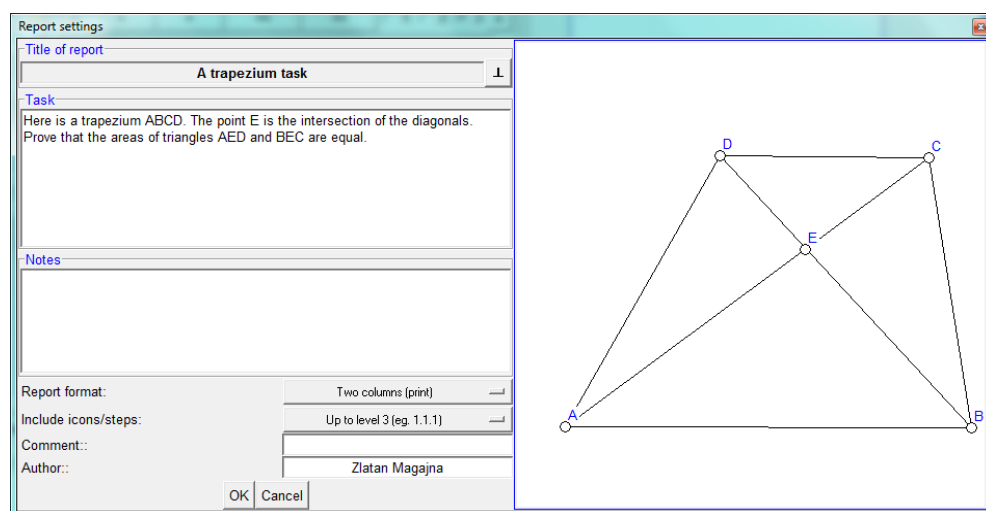 Report settings
Title of report
A trapezium task
Task
Here is a trapezium ABCD. The point E is the intersection of the diagonals.
Prove that the areas of triangles AED and BEC are equal.
Notes
Report format:
Two columns (print)
Include icons/steps:
Up to level 3 (eg. 1.1.1)
Comment::
Author::
Zlatan Magajna
OK Cancel
D
C
E
A
B